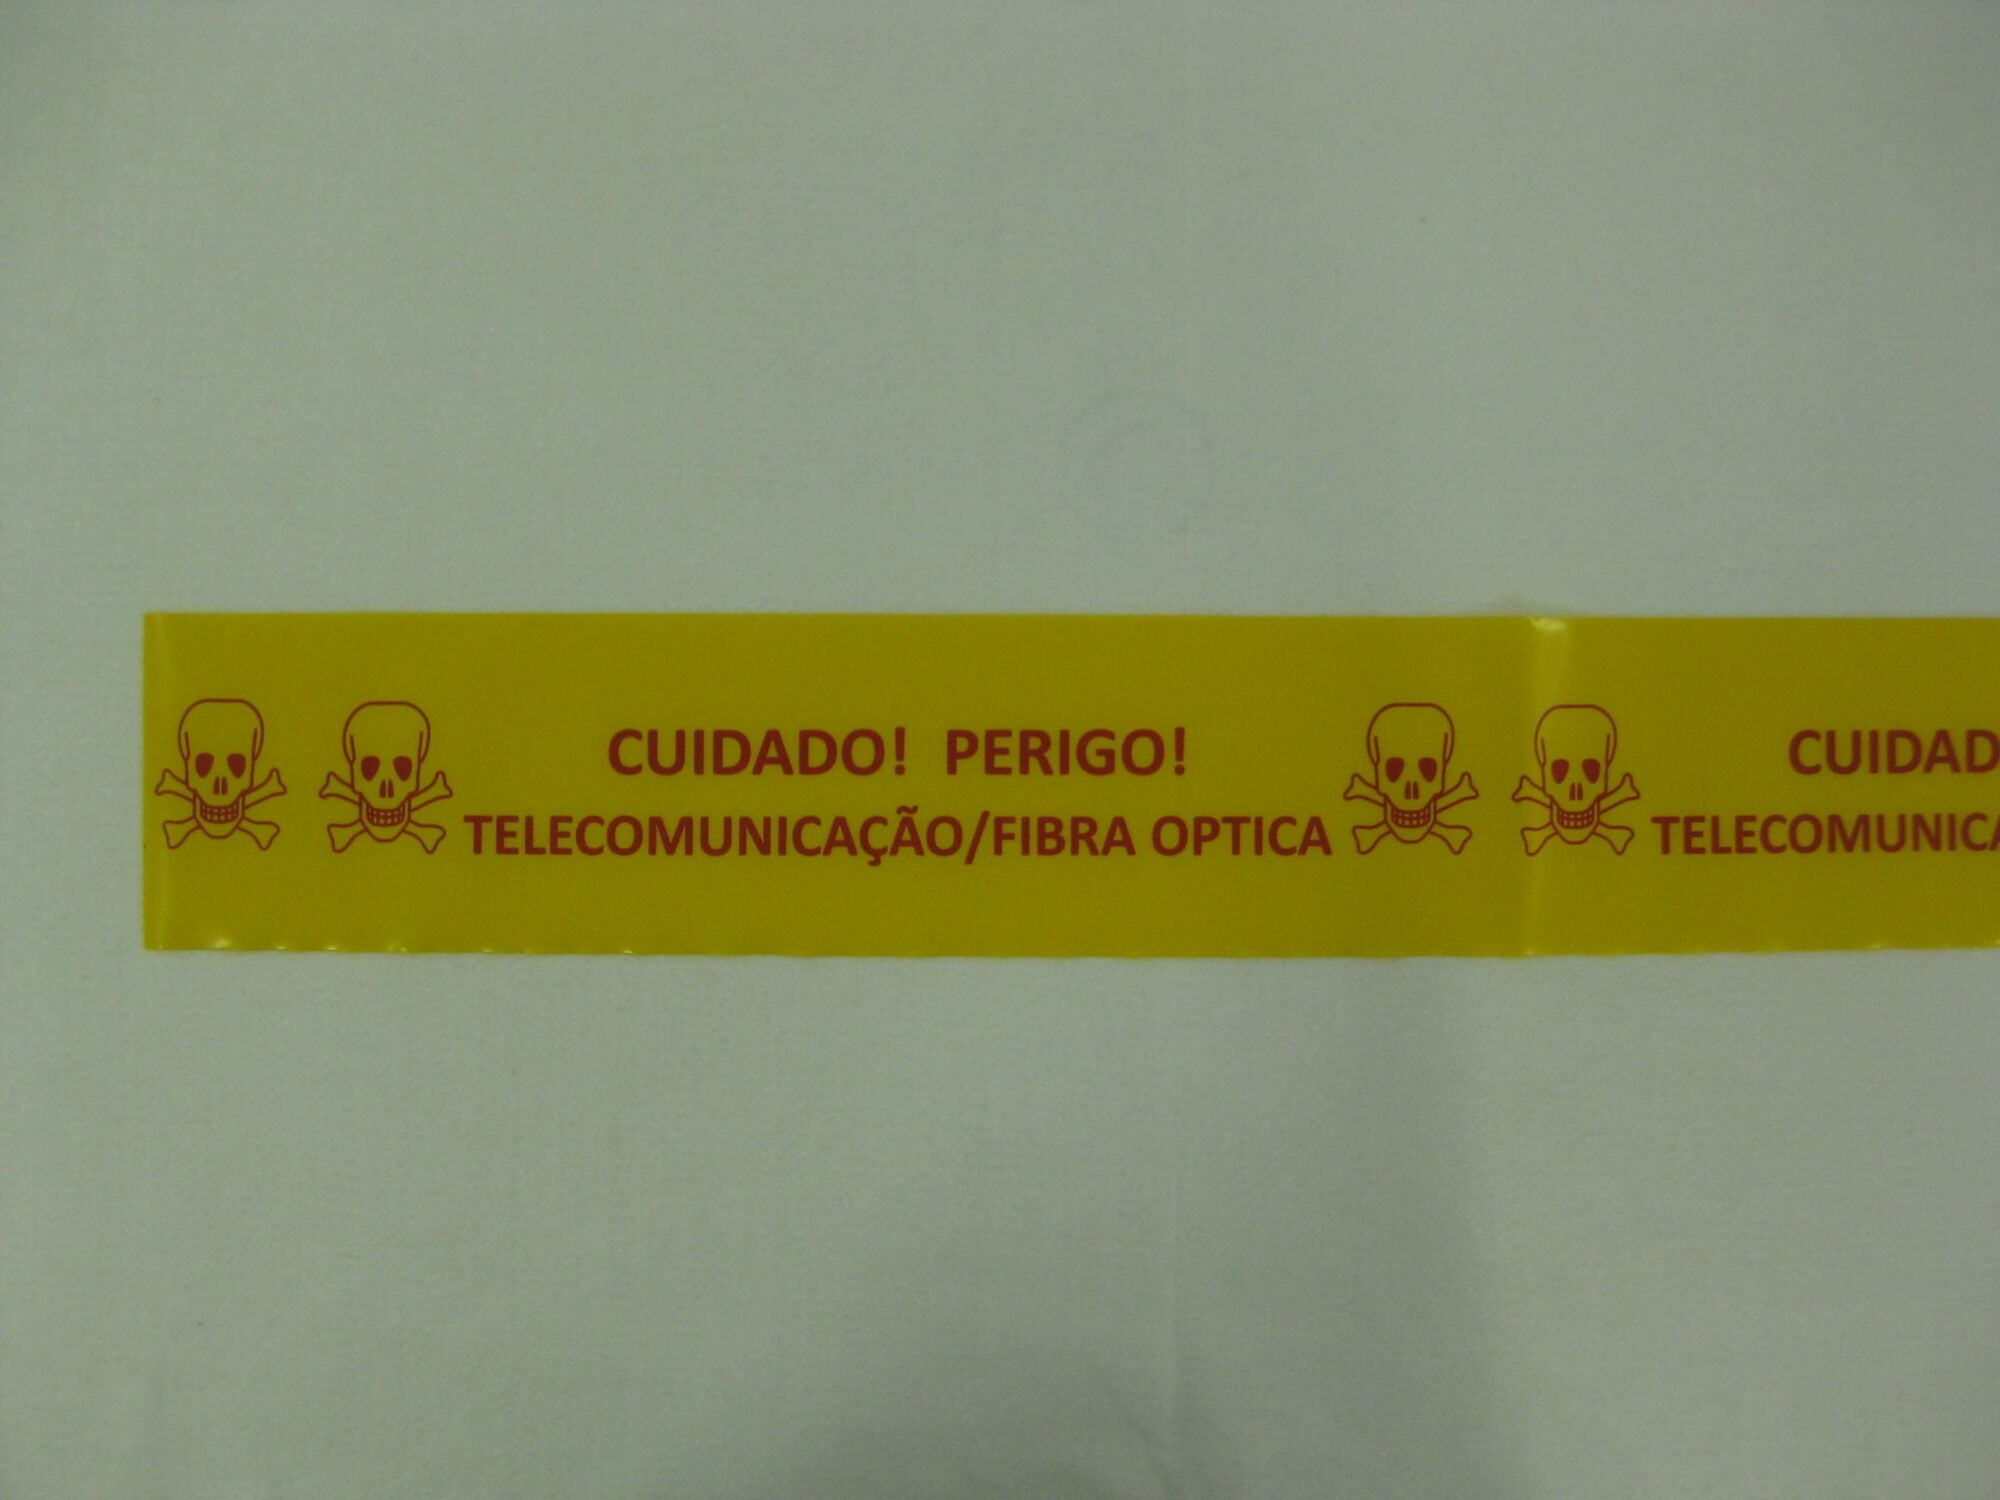 CUIDADO! PERIGO!
TELECOMUNICAÇÃO/FIBRA OPTICA
CUIDAD
TELECOMUNICA